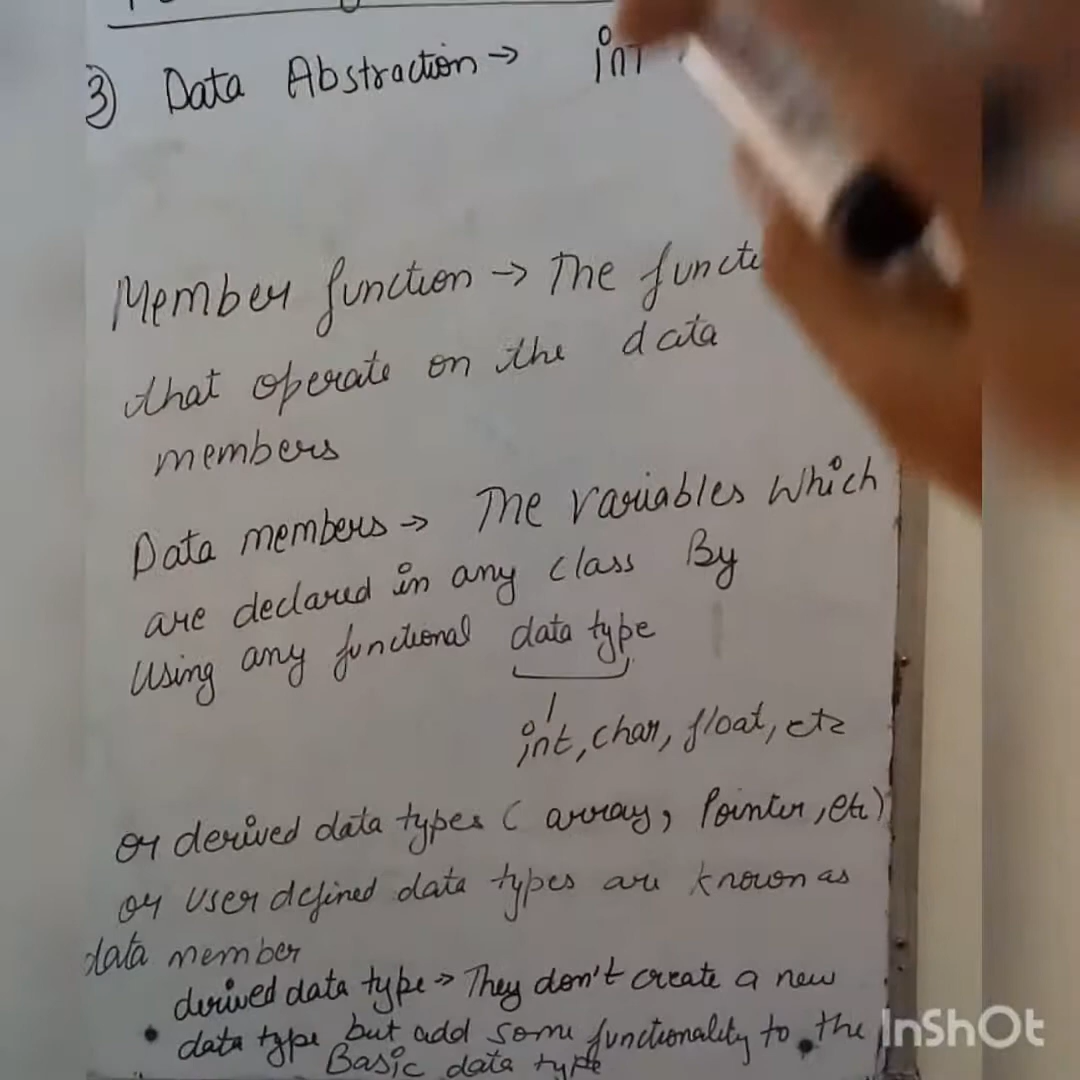 3) Data Abstraction →
Member function → The
that operate on the data
members
Data members → The variables which
are declared in any class By
Using any functional data type
int, char, float, etc
or derived data types ( array, Pointer, etc)
or user defined data types are known as
data member
derived data type → They don't create a new
• data type but add some functionality to the
Basic data type
InShOt